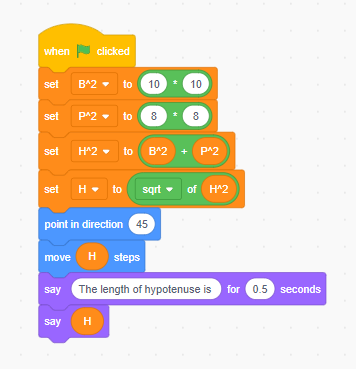 when clicked
set B^2 to 10 * 10
set P^2 to 8 * 8
set H^2 to B^2 + P^2
set H to sqrt of H^2
point in direction 45
move H steps
say The length of hypotenuse is for 0.5 seconds
say H